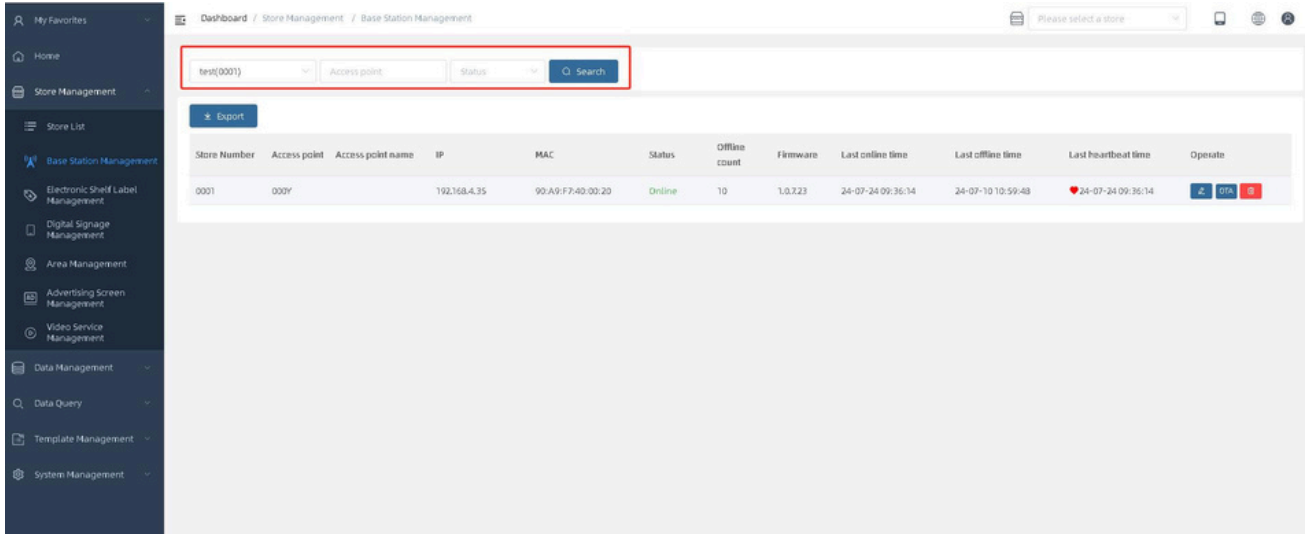 My Favorites
Dashboard / Store Management / Base Station Management
Please select a store
Home
test(0001)
Access point
Status
Search
Store Management
Export
Store List
Base Station Management
Electronic Shelf Label
Management
Digital Signage
Management
Area Management
AD
Advertising Screen
Management
Video Service
Management
Data Management
Data Query
Template Management
System Management
Store Number Access point Access point name IP MAC Status Offline count Firmware Last online time Last offline time Last heartbeat time Operate
0001 000Y 192.168.4.35 90:A9:F7:40:00:20 Online 10 1.0.7.23 24-07-24 09:36:14 24-07-10 10:59:48 24-07-24 09:36:14 OTA